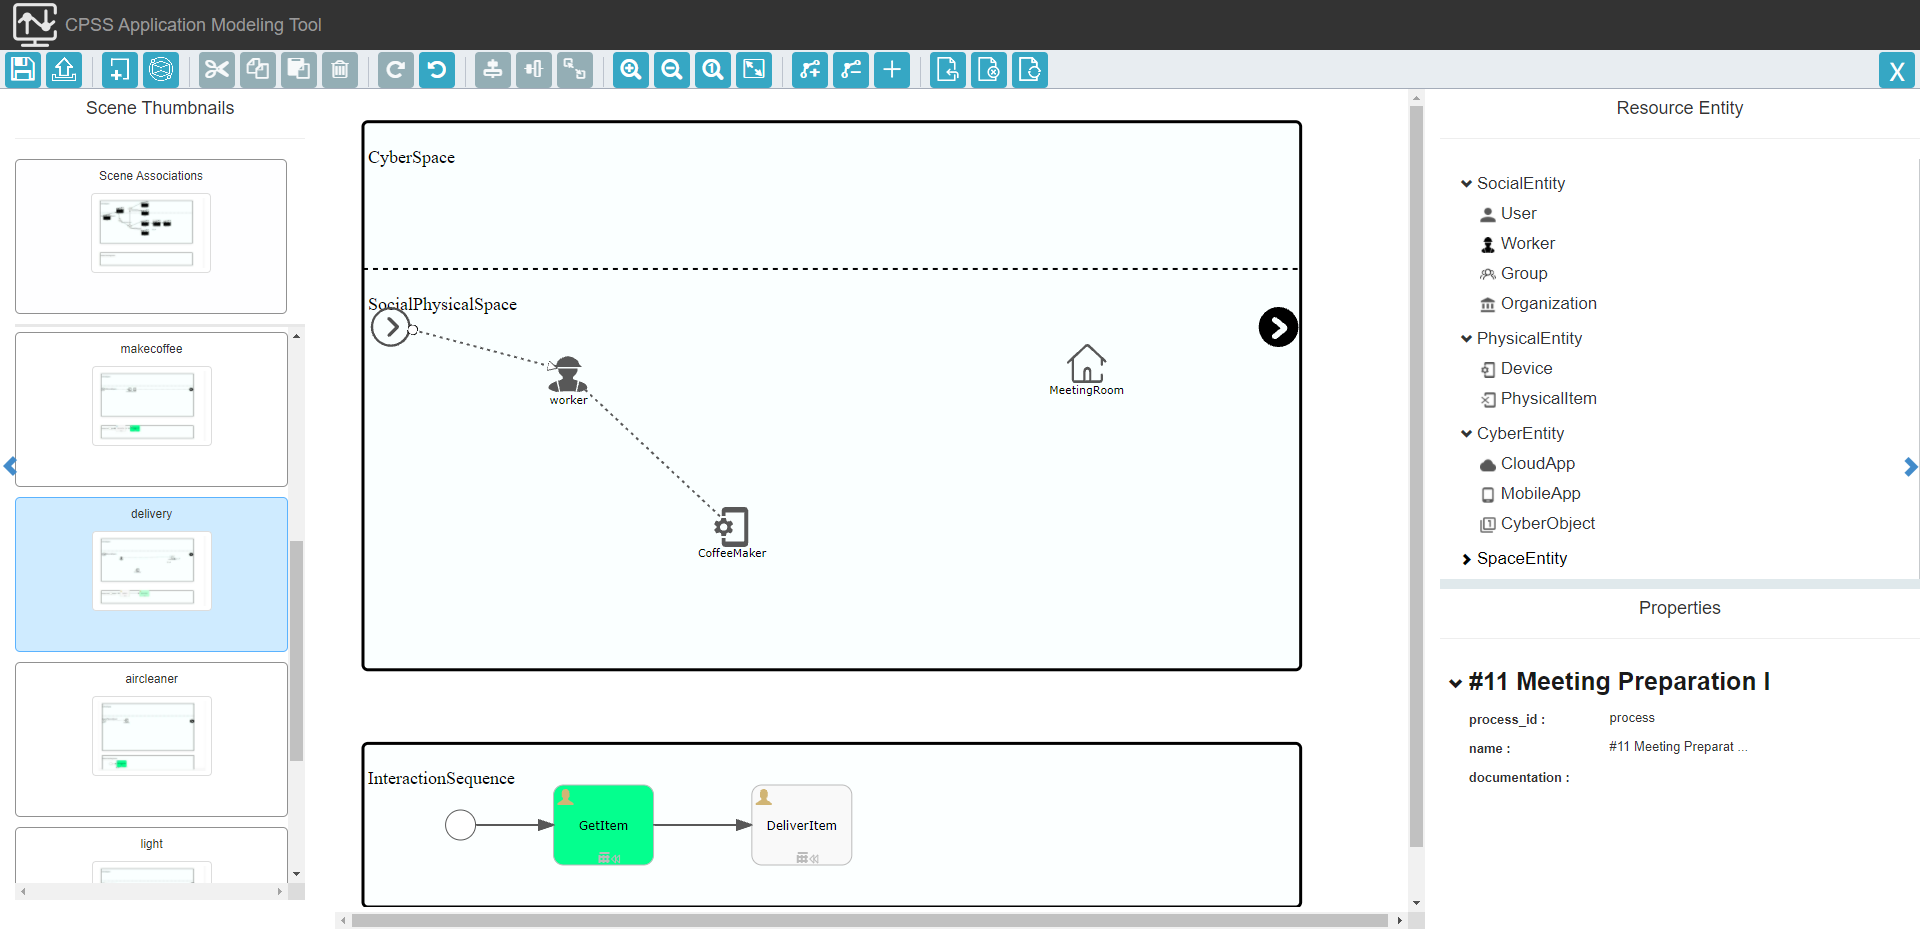 CPSS Application Modeling Tool
X
Scene Thumbnails
Scene Associations
makecoffee
delivery
aircleaner
light
CyberSpace
SocialPhysicalSpace
worker
MeetingRoom
CoffeeMaker
InteractionSequence
GetItem
DeliverItem
Resource Entity
SocialEntity
User
Worker
Group
Organization
PhysicalEntity
Device
PhysicalItem
CyberEntity
CloudApp
MobileApp
CyberObject
SpaceEntity
Properties
#11 Meeting Preparation I
process_id : process
name : #11 Meeting Preparat ...
documentation :